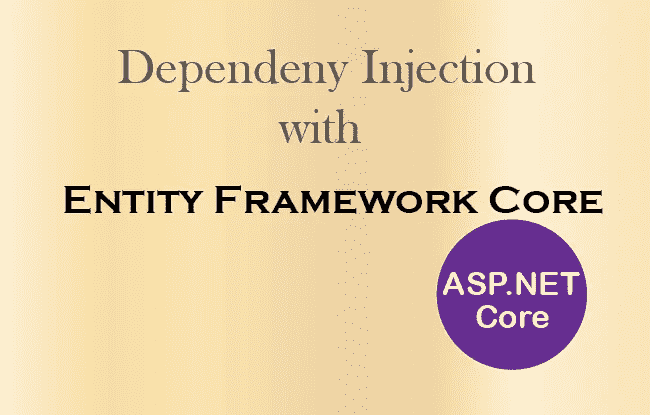 Dependeny Injection
with
Entity Framework Core
ASP.NET
Core